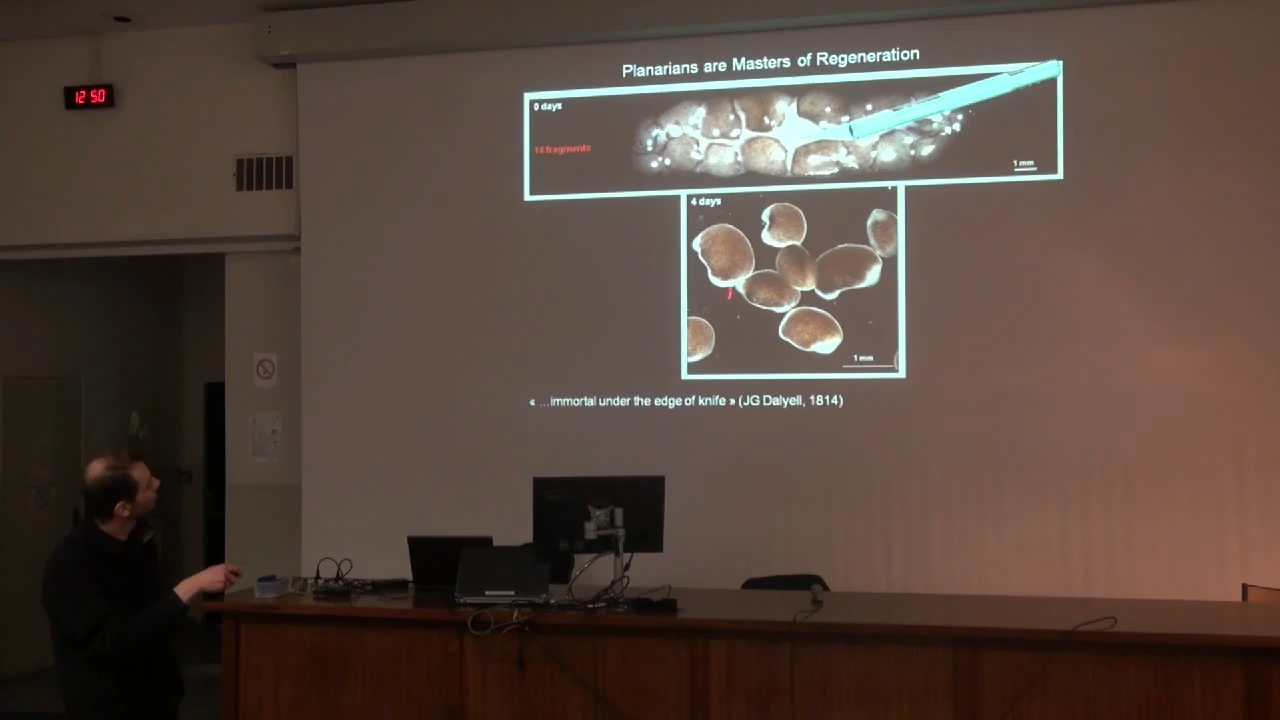 12 50
Planarians are Masters of Regeneration
0 days
18 fragments
1 mm
4 days
1 mm
« ...immortal under the edge of knife » (JG Dalyell, 1814)